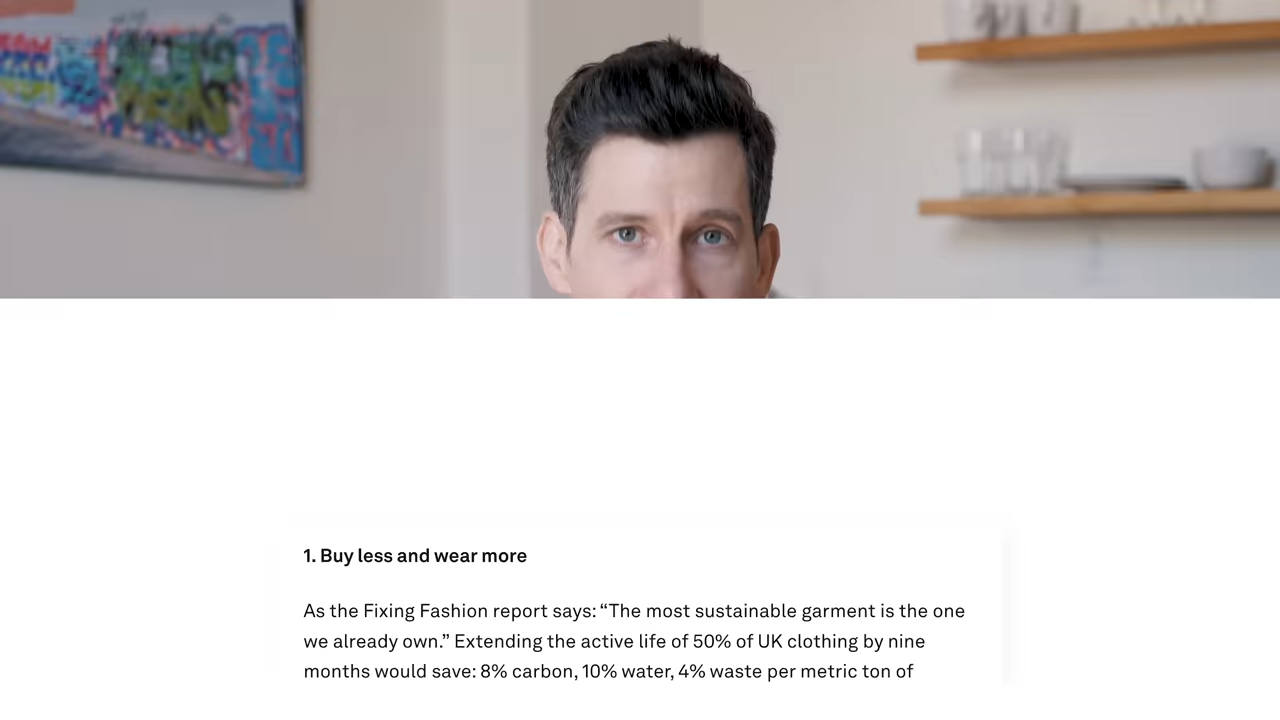 1. Buy less and wear more
As the Fixing Fashion report says: “The most sustainable garment is the one
we already own.” Extending the active life of 50% of UK clothing by nine
months would save: 8% carbon, 10% water, 4% waste per metric ton of